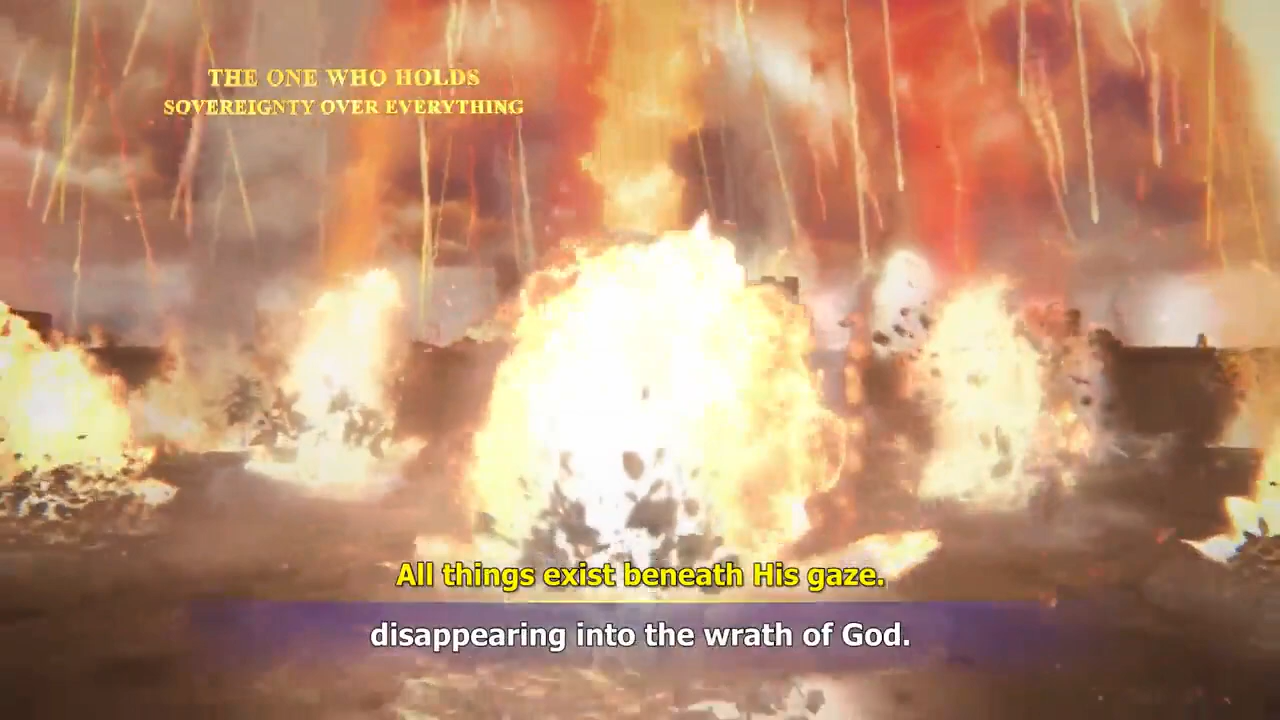 THE ONE WHO HOLDS
SOVEREIGNTY OVER EVERYTHING
All things exist beneath His gaze.
disappearing into the wrath of God.